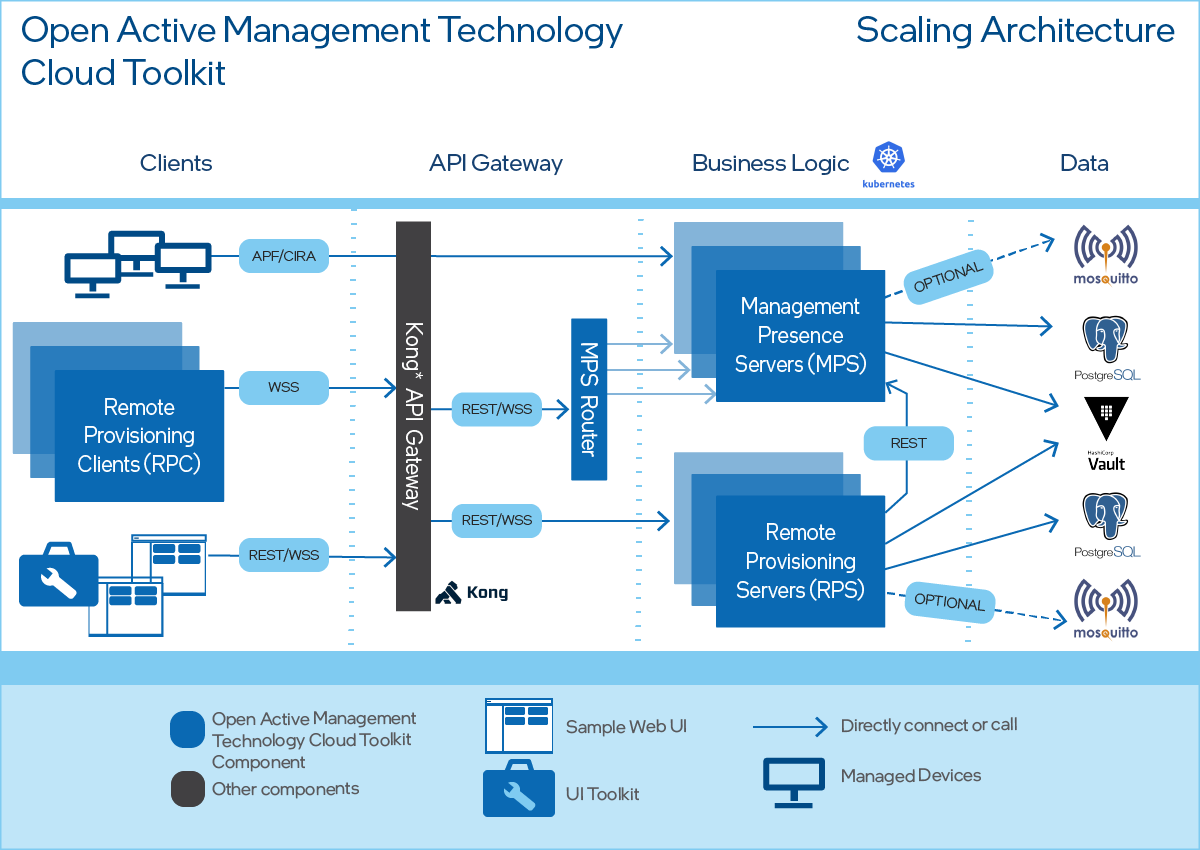 Open Active Management Technology
Cloud Toolkit
Scaling Architecture
Clients
API Gateway
Business Logic
kubernetes
Data
APF/CIRA
WSS
REST/WSS
Remote
Provisioning
Clients (RPC)
Kong* API Gateway
Kong
REST/WSS
REST/WSS
MPS Router
Management
Presence
Servers (MPS)
REST
Remote
Provisioning
Servers (RPS)
OPTIONAL
OPTIONAL
mosquitto
PostgreSQL
HashiCorp
Vault
PostgreSQL
mosquitto
Open Active Management
Technology Cloud Toolkit
Component
Other components
Sample Web UI
UI Toolkit
Directly connect or call
Managed Devices